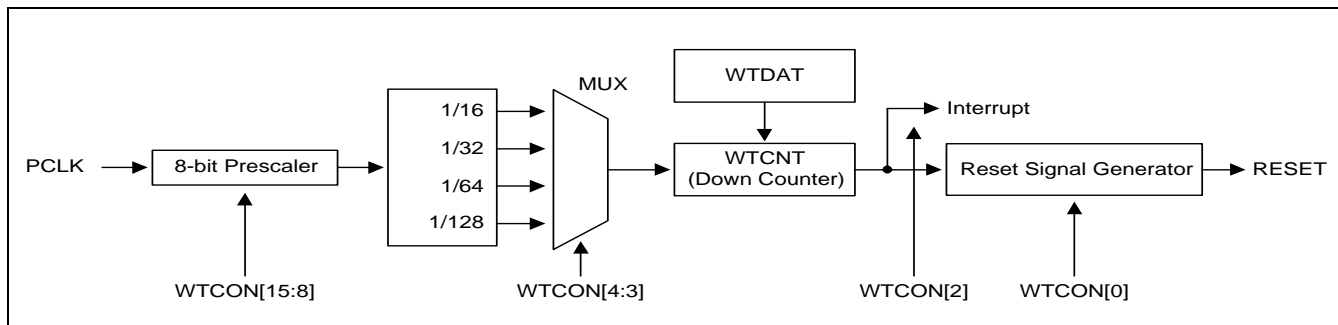 WTDAT
MUX
1/16
Interrupt
1/32
PCLK
8-bit Prescaler
WTCNT
(Down Counter)
Reset Signal Generator
RESET
1/64
1/128
WTCON[15:8]
WTCON[4:3]
WTCON[2]
WTCON[0]